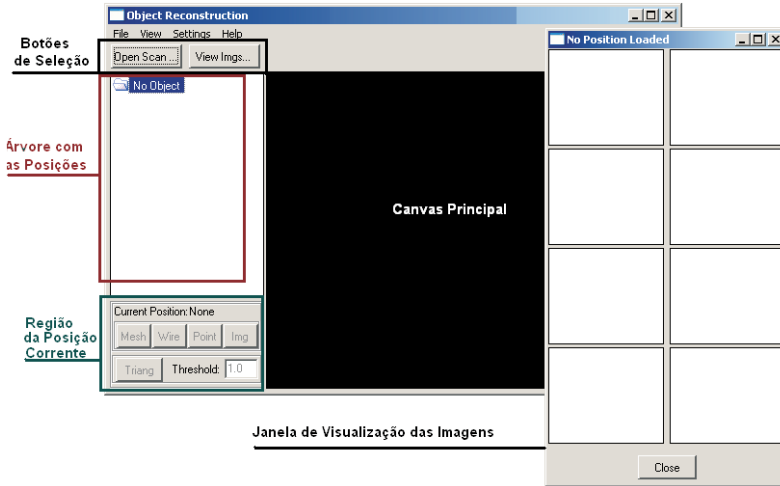 Object Reconstruction
File View Settings Help
Open Scan ... View Imgs...
Botões
de Seleção
No Object
Árvore com
as Posições
Canvas Principal
Current Position: None
Mesh Wire Point Img
Triang Threshold: 1.0
Região
da Posição
Corrente
No Position Loaded
Janela de Visualização das Imagens
Close